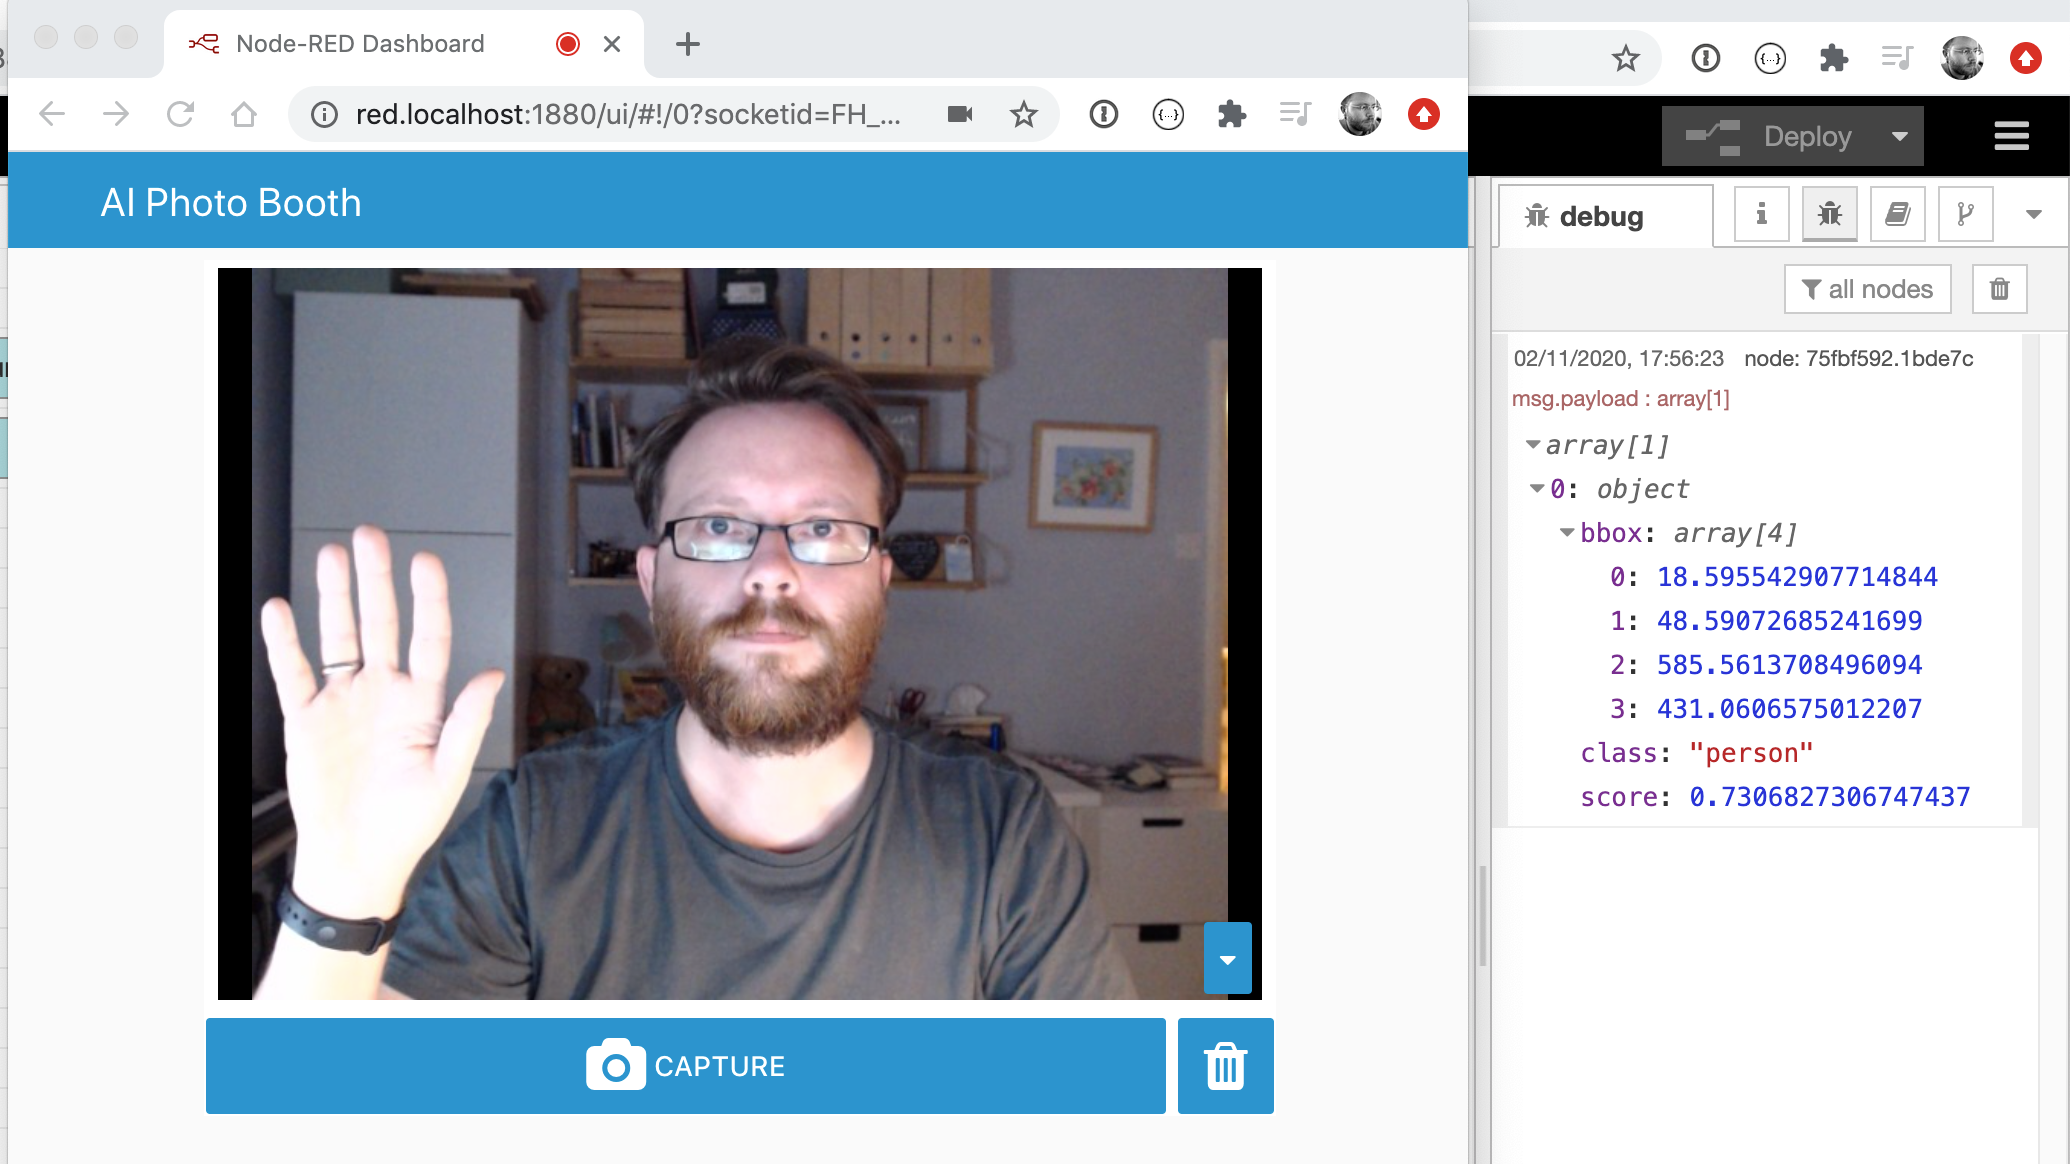 Node-RED Dashboard
red.localhost:1880/ui/#!/0?socketid=FH_...
AI Photo Booth
CAPTURE
Deploy
debug
all nodes
02/11/2020, 17:56:23 node: 75fbf592.1bde7c
msg.payload : array[1]
array[1]
0: object
bbox: array[4]
0: 18.595542907714844
1: 48.59072685241699
2: 585.5613708496094
3: 431.0606575012207
class: "person"
score: 0.7306827306747437